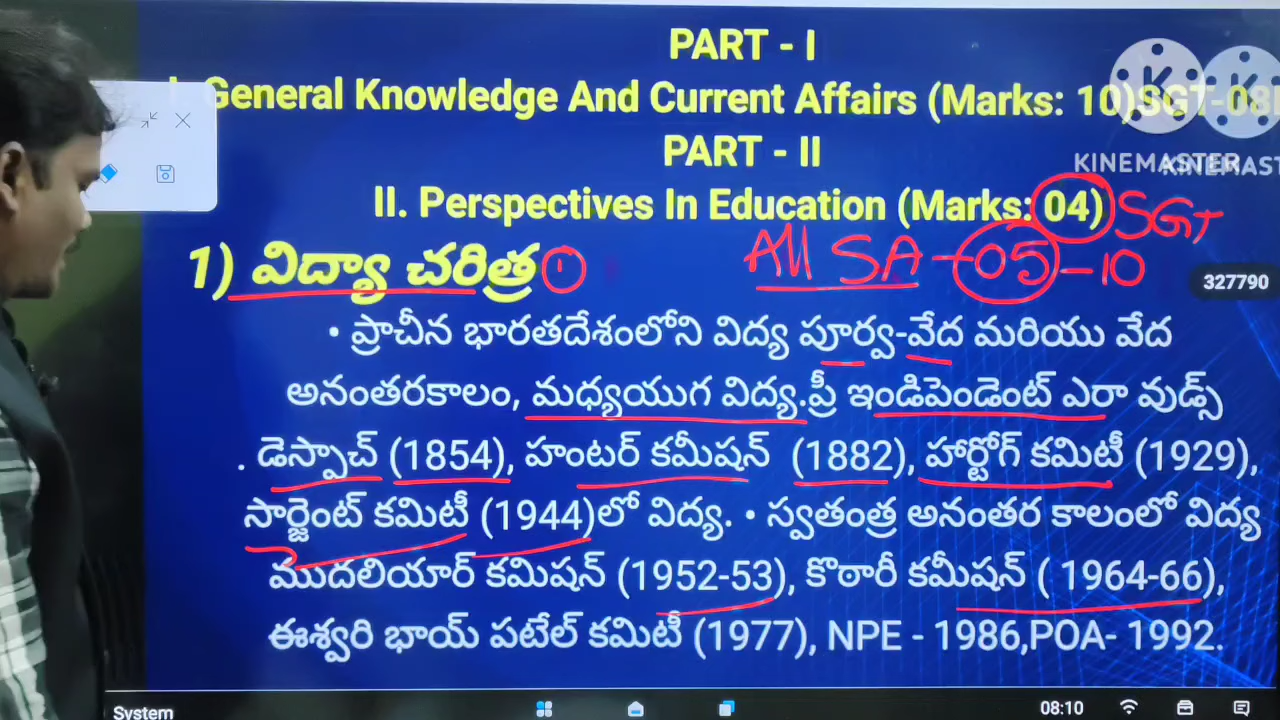 PART - I
I. General Knowledge And Current Affairs (Marks: 10)SGT-08
KINEMASTER KINEMAST
PART - II
II. Perspectives In Education (Marks: 04) SGT
1) విద్యా చరిత్ర 1 All SA - 05 - 10
327790
• ప్రాచీన భారతదేశంలోని విద్య పూర్వ-వేద మరియు వేద
అనంతరకాలం, మధ్యయుగ విద్య.ప్రీ ఇండిపెండెంట్ ఎరా వుడ్స్
. డెస్పాచ్ (1854), హంటర్ కమీషన్ (1882), హార్టోగ్ కమిటీ (1929),
సార్జెంట్ కమిటీ (1944)లో విద్య. • స్వతంత్ర అనంతర కాలంలో విద్య
ముదలియార్ కమిషన్ (1952-53), కొఠారీ కమీషన్ ( 1964-66),
ఈశ్వరి భాయ్ పటేల్ కమిటీ (1977), NPE - 1986,POA- 1992.
System 08:10